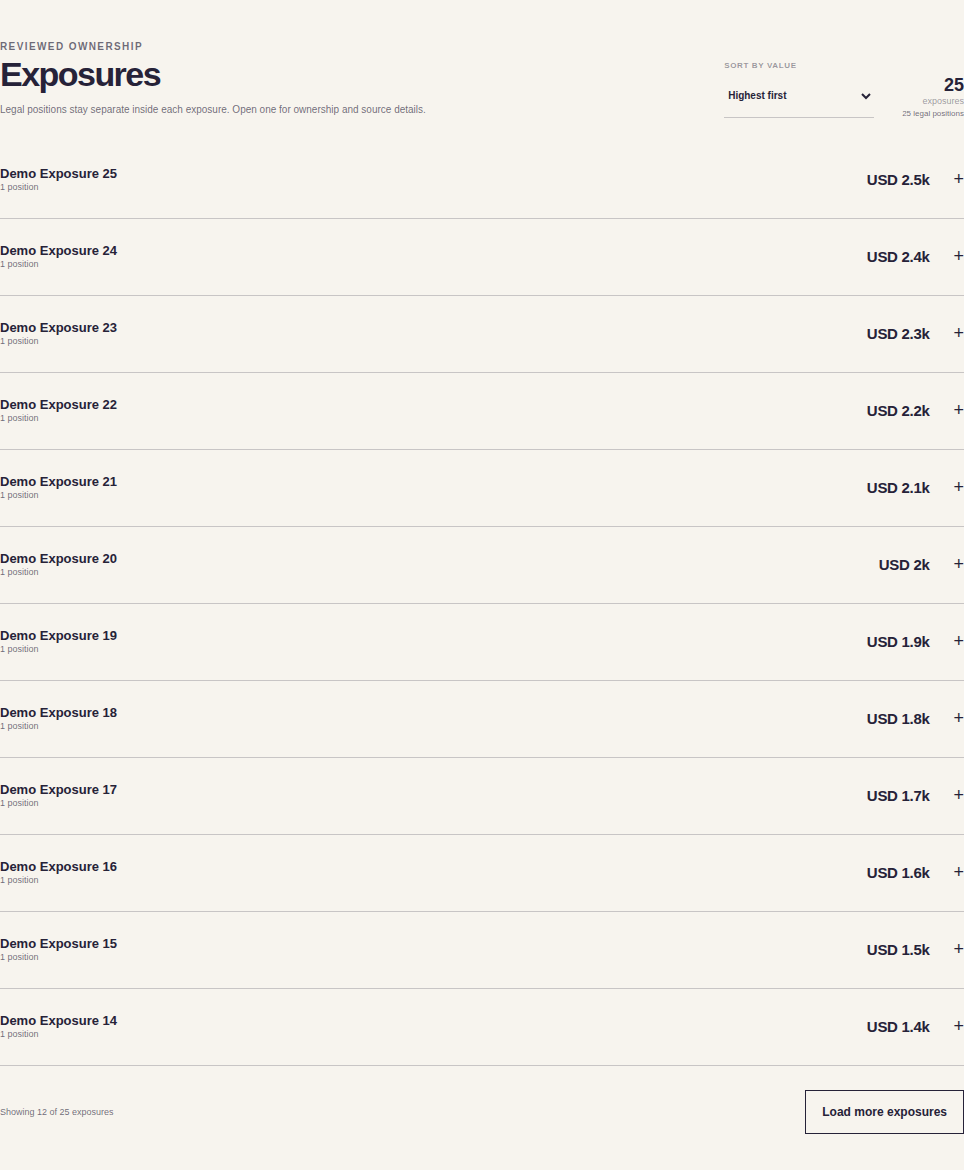 REVIEWED OWNERSHIP
Exposures
Legal positions stay separate inside each exposure. Open one for ownership and source details.
SORT BY VALUE
Highest first
25
exposures
25 legal positions
Demo Exposure 25
1 position
USD 2.5k +
Demo Exposure 24
1 position
USD 2.4k +
Demo Exposure 23
1 position
USD 2.3k +
Demo Exposure 22
1 position
USD 2.2k +
Demo Exposure 21
1 position
USD 2.1k +
Demo Exposure 20
1 position
USD 2k +
Demo Exposure 19
1 position
USD 1.9k +
Demo Exposure 18
1 position
USD 1.8k +
Demo Exposure 17
1 position
USD 1.7k +
Demo Exposure 16
1 position
USD 1.6k +
Demo Exposure 15
1 position
USD 1.5k +
Demo Exposure 14
1 position
USD 1.4k +
Showing 12 of 25 exposures
Load more exposures